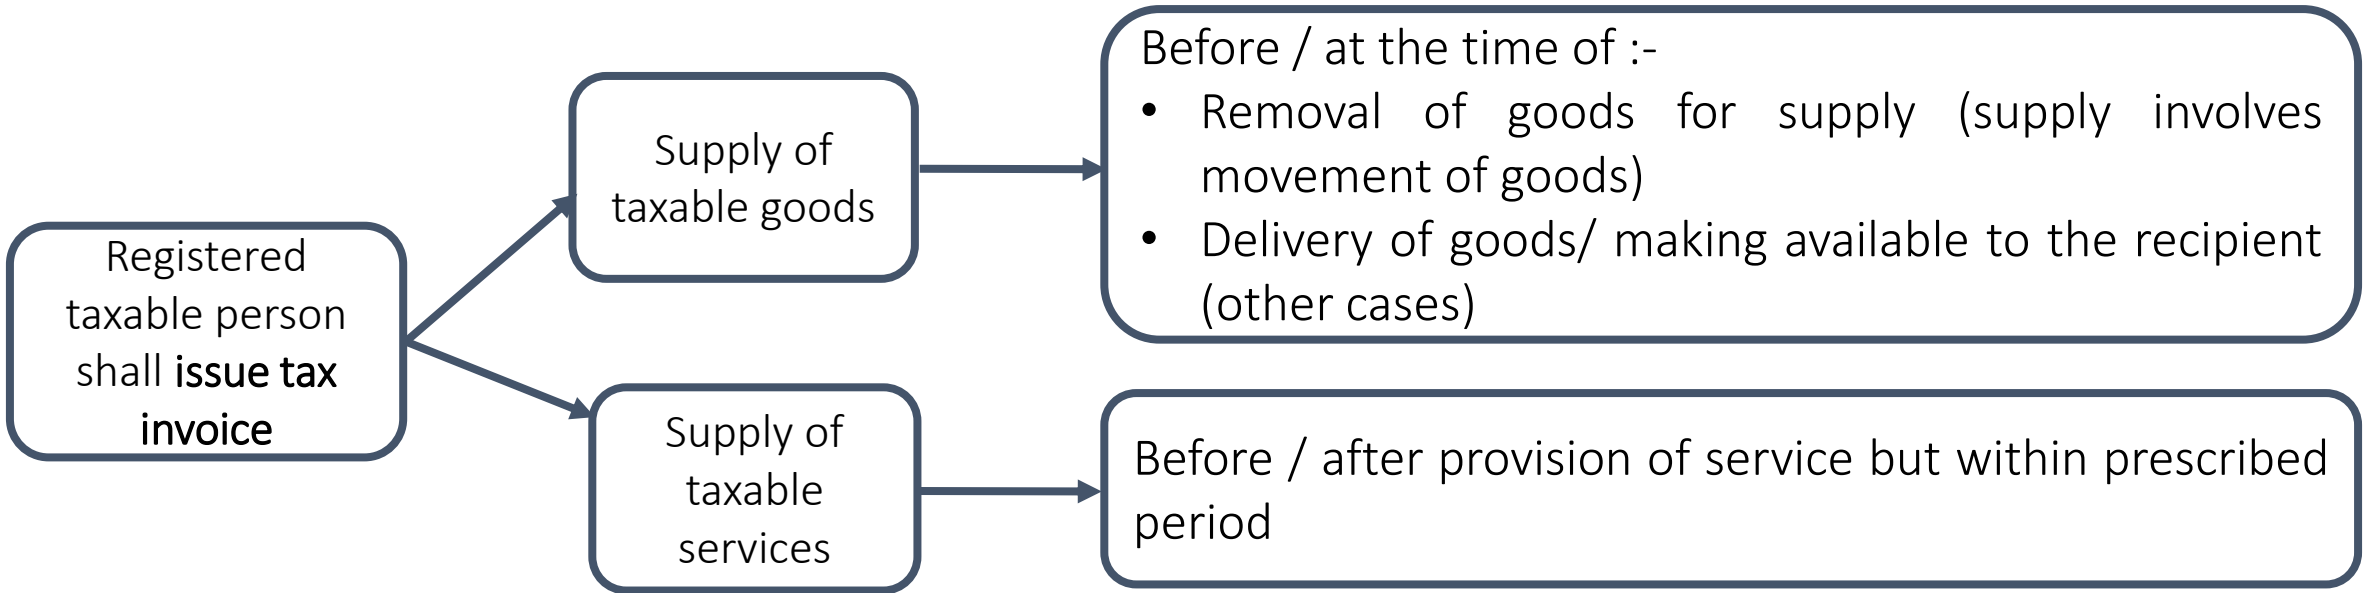 Registered
taxable person
shall issue tax
invoice
Supply of
taxable goods
Before / at the time of :-
• Removal of goods for supply (supply involves
movement of goods)
• Delivery of goods/ making available to the recipient
(other cases)
Supply of
taxable
services
Before / after provision of service but within prescribed
period